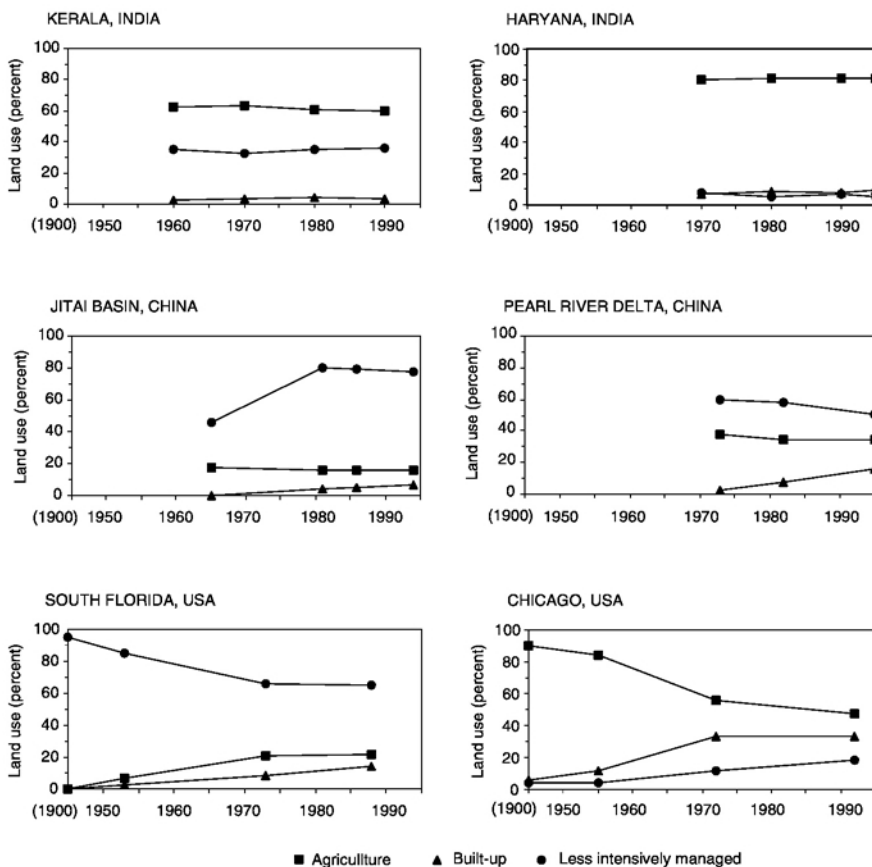 KERALA, INDIA
Land use (percent)
100
80
60
40
20
0
(1900) 1950 1960 1970 1980 1990
HARYANA, INDIA
Land use (percent)
100
80
60
40
20
0
(1900) 1950 1960 1970 1980 1990
JITAI BASIN, CHINA
Land use (percent)
100
80
60
40
20
0
(1900) 1950 1960 1970 1980 1990
PEARL RIVER DELTA, CHINA
Land use (percent)
100
80
60
40
20
0
(1900) 1950 1960 1970 1980 1990
SOUTH FLORIDA, USA
Land use (percent)
100
80
60
40
20
0
(1900) 1950 1960 1970 1980 1990
CHICAGO, USA
Land use (percent)
100
80
60
40
20
0
(1900) 1950 1960 1970 1980 1990
Agricullture Built-up Less intensively managed